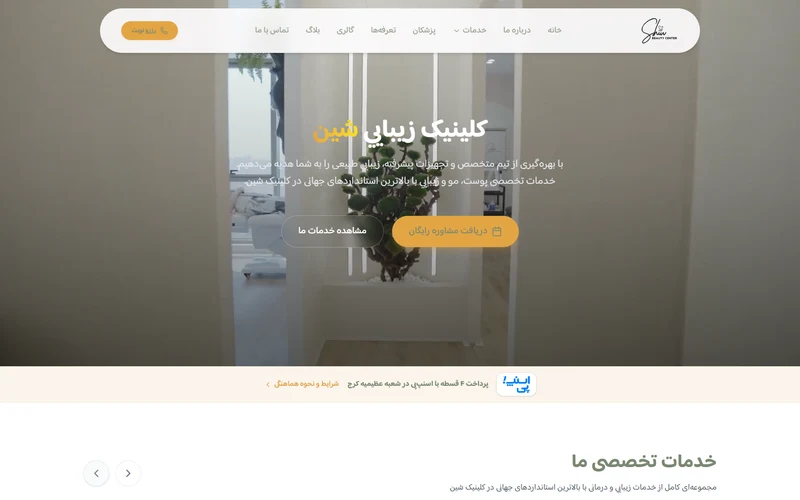 Shin
BEAUTY CENTER
خانه
درباره ما
خدمات
پزشکان
تعرفه‌ها
گالری
بلاگ
تماس با ما
رزرو نوبت
کلینیک زیبایي شین
با بهره‌گیری از تیم متخصص و تجهیزات پیشرفته، زیبایی طبیعی را به شما هدیه می‌دهیم.
خدمات تخصصی پوست، مو و زیبایی با بالاترین استانداردهای جهانی در کلینیک شین.
دریافت مشاوره رایگان
مشاهده خدمات ما
اسنپ!
پی
پرداخت ۴ قسطه با اسنپ‌پی در شعبه عظیمیه کرج
شرایط و نحوه هماهنگی
خدمات تخصصی ما
مجموعه‌ای کامل از خدمات زیبایی و درمانی با بالاترین استانداردهای جهانی در کلینیک شین